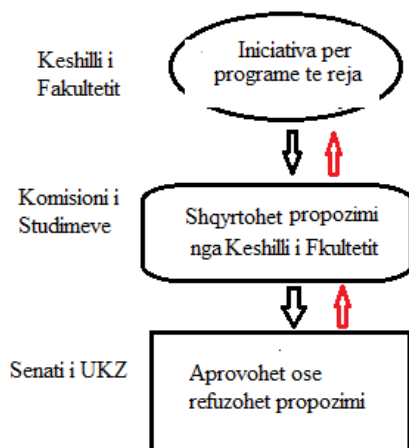 Keshilli i
Fakultetit
Iniciativa per
programe te reja
Komisioni i
Studimeve
Shqyrtohet propozimi
nga Keshilli i Fkultetit
Senati i UKZ
Aprovohet ose
refuzohet propozimi